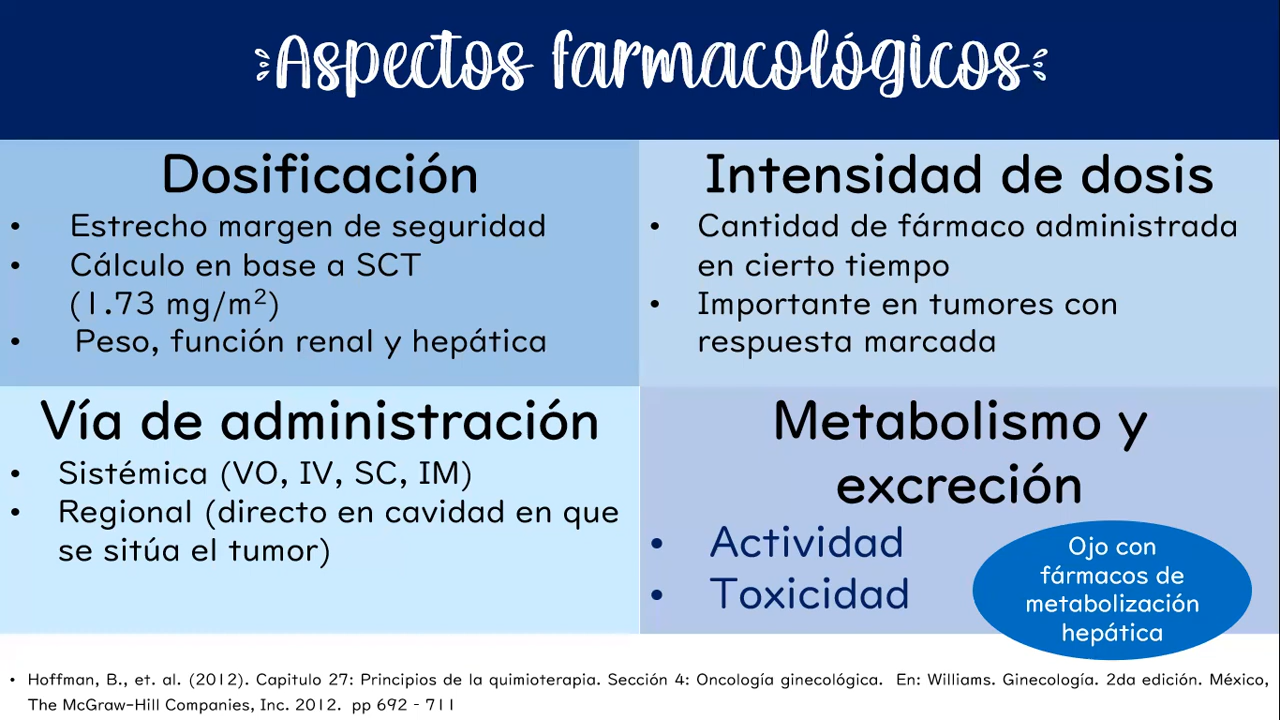 Aspectos farmacológicos
Dosificación
• Estrecho margen de seguridad
• Cálculo en base a SCT
(1.73 mg/m²)
• Peso, función renal y hepática
Intensidad de dosis
• Cantidad de fármaco administrada
en cierto tiempo
• Importante en tumores con
respuesta marcada
Vía de administración
• Sistémica (VO, IV, SC, IM)
• Regional (directo en cavidad en que
se sitúa el tumor)
Metabolismo y
excreción
• Actividad
• Toxicidad
Ojo con
fármacos de
metabolización
hepática
• Hoffman, B., et. al. (2012). Capitulo 27: Principios de la quimioterapia. Sección 4: Oncología ginecológica. En: Williams. Ginecología. 2da edición. México,
The McGraw-Hill Companies, Inc. 2012. pp 692 - 711